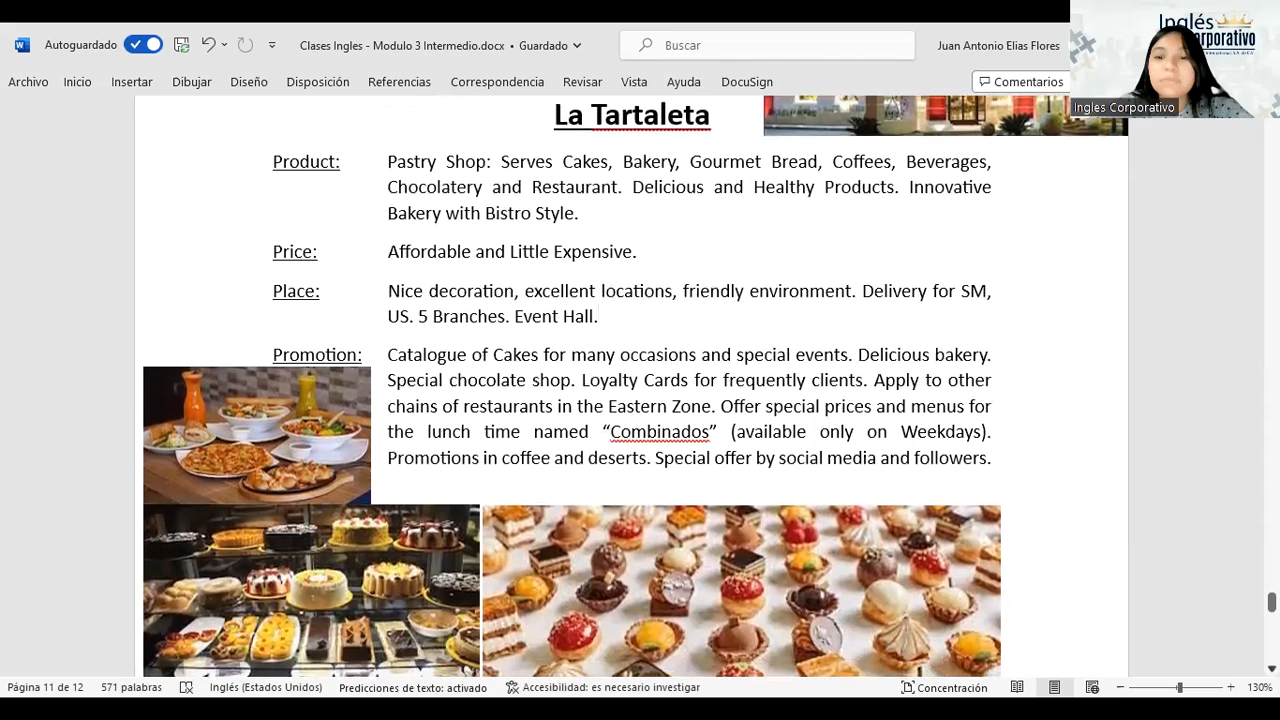 Autoguardado
Clases Ingles - Modulo 3 Intermedio.docx • Guardado
Buscar
Juan Antonio Elias Flores
Inglés
Corporativo
Ingles Corporativo
Archivo Inicio Insertar Dibujar Diseño Disposición Referencias Correspondencia Revisar Vista Ayuda DocuSign
Comentarios
La Tartaleta
Product: Pastry Shop: Serves Cakes, Bakery, Gourmet Bread, Coffees, Beverages,
Chocolatery and Restaurant. Delicious and Healthy Products. Innovative
Bakery with Bistro Style.
Price: Affordable and Little Expensive.
Place: Nice decoration, excellent locations, friendly environment. Delivery for SM,
US. 5 Branches. Event Hall.
Promotion: Catalogue of Cakes for many occasions and special events. Delicious bakery.
Special chocolate shop. Loyalty Cards for frequently clients. Apply to other
chains of restaurants in the Eastern Zone. Offer special prices and menus for
the lunch time named “Combinados” (available only on Weekdays).
Promotions in coffee and deserts. Special offer by social media and followers.
Página 11 de 12 571 palabras Inglés (Estados Unidos) Predicciones de texto: activado Accesibilidad: es necesario investigar Concentración 130%